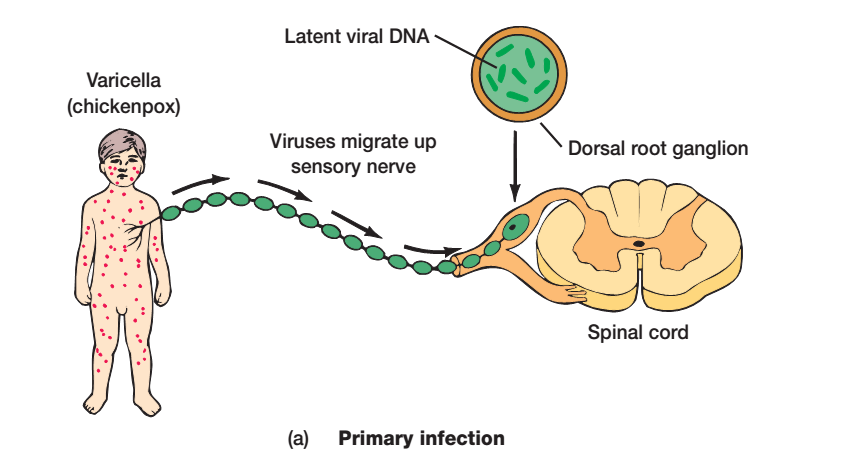 Latent viral DNA
Varicella
(chickenpox)
Viruses migrate up
sensory nerve
Dorsal root ganglion
Spinal cord
(a) Primary infection